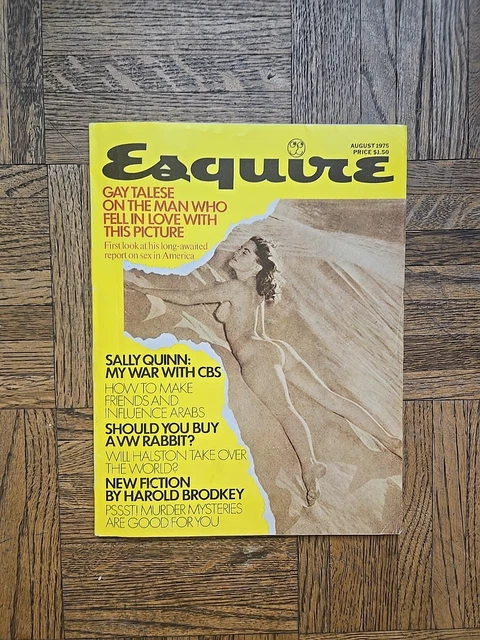 Esquire
AUGUST 1975
PRICE $1.50
GAY TALESE
ON THE MAN WHO
FELL IN LOVE WITH
THIS PICTURE
First look at his long-awaited
report on sex in America
SALLY QUINN:
MY WAR WITH CBS
HOW TO MAKE
FRIENDS AND
INFLUENCE ARABS
SHOULD YOU BUY
A VW RABBIT?
WILL HALSTON TAKE OVER
THE WORLD?
NEW FICTION
BY HAROLD BRODKEY
PSSST! MURDER MYSTERIES
ARE GOOD FOR YOU